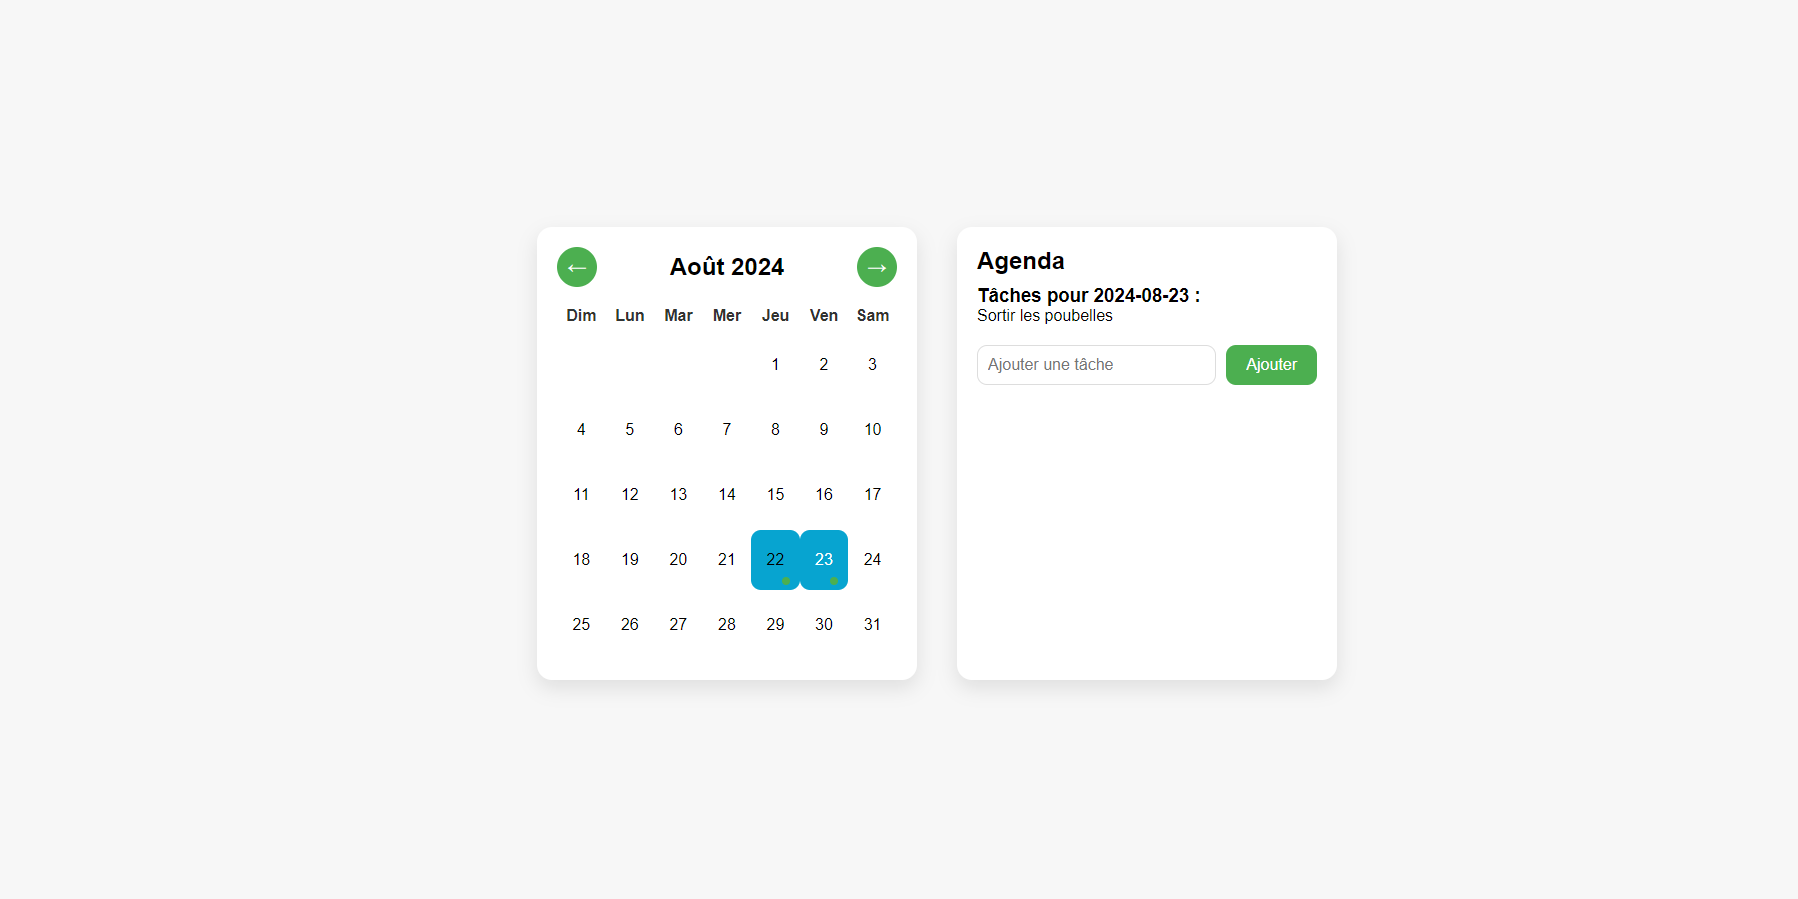 ← Août 2024 →
Dim Lun Mar Mer Jeu Ven Sam
1 2 3
4 5 6 7 8 9 10
11 12 13 14 15 16 17
18 19 20 21 22 23 24
25 26 27 28 29 30 31
Agenda
Tâches pour 2024-08-23 :
Sortir les poubelles
Ajouter une tâche Ajouter